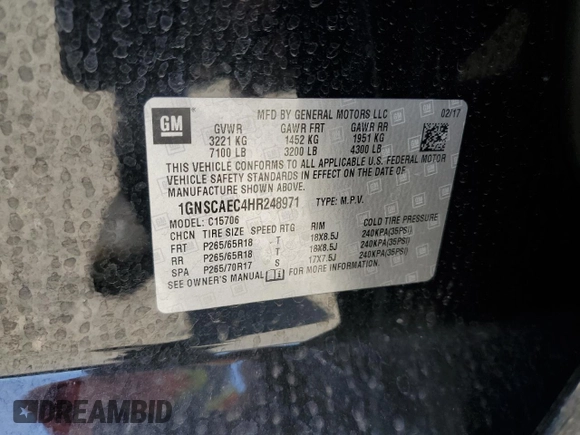 GM
MFD BY GENERAL MOTORS LLC 02/17
GVWR GAWR FRT GAWR RR
3221 KG 1452 KG 1951 KG
7100 LB 3200 LB 4300 LB
THIS VEHICLE CONFORMS TO ALL APPLICABLE U.S. FEDERAL MOTOR
VEHICLE SAFETY STANDARDS IN EFFECT ON THE DATE OF
MANUFACTURE SHOWN ABOVE.
1GNSCAEC4HR248971 TYPE: M.P.V.
MODEL: C15706
CHCN TIRE SIZE SPEED RTG RIM COLD TIRE PRESSURE
FRT P265/65R18 - T 18X8.5J 240KPA(35PSI)
RR P265/65R18 - T 18X8.5J 240KPA(35PSI)
SPA P265/70R17 S 17X7.5J 240KPA(35PSI)
SEE OWNER'S MANUAL FOR MORE INFORMATION.
DREAMBID